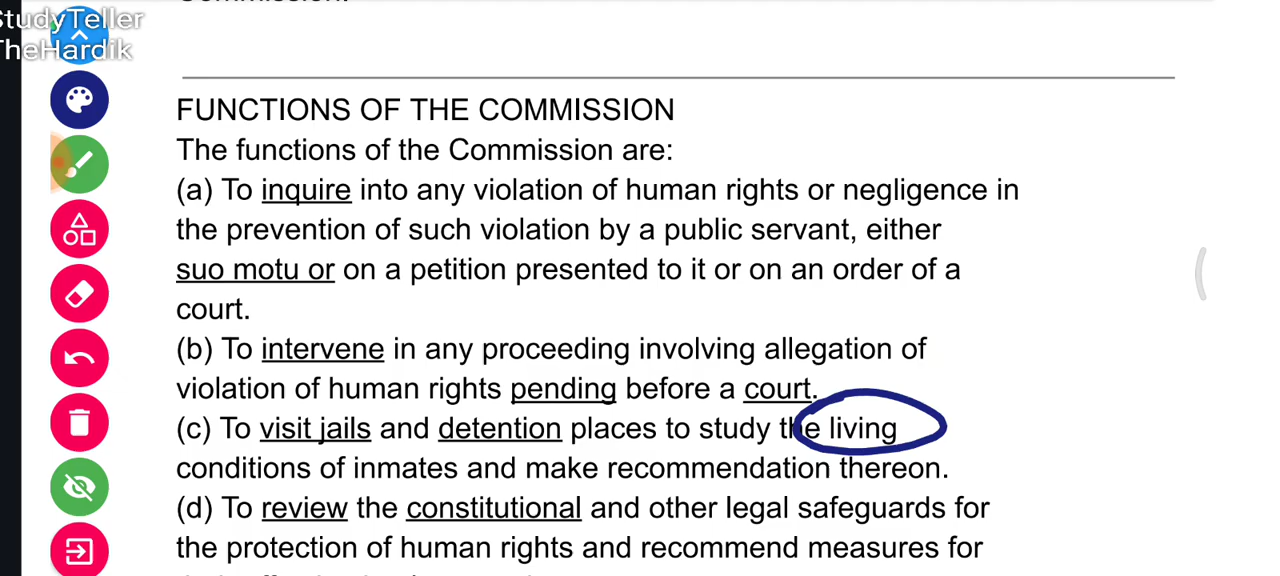 StudyTeller
TheHardik
FUNCTIONS OF THE COMMISSION
The functions of the Commission are:
(a) To inquire into any violation of human rights or negligence in
the prevention of such violation by a public servant, either
suo motu or on a petition presented to it or on an order of a
court.
(b) To intervene in any proceeding involving allegation of
violation of human rights pending before a court.
(c) To visit jails and detention places to study the living
conditions of inmates and make recommendation thereon.
(d) To review the constitutional and other legal safeguards for
the protection of human rights and recommend measures for